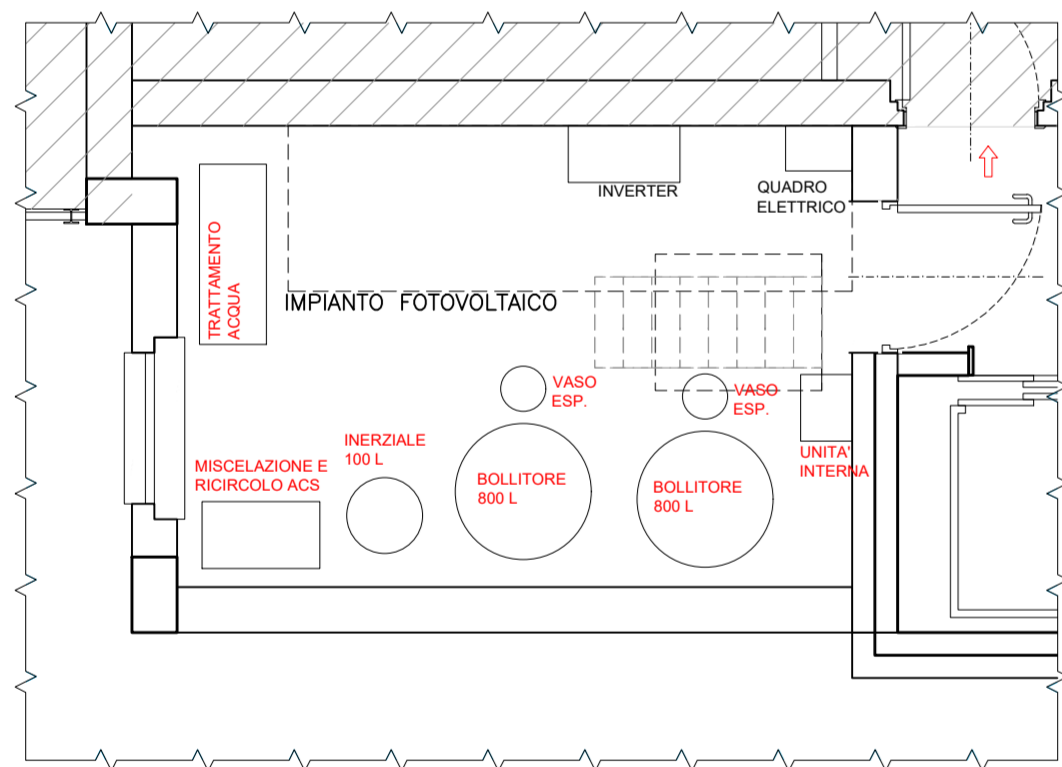 INVERTER
QUADRO
ELETTRICO
TRATTAMENTO
ACQUA
IMPIANTO FOTOVOLTAICO
VASO
ESP.
VASO
ESP.
INERZIALE
100 L
MISCELAZIONE E
RICIRCOLO ACS
BOLLITORE
800 L
BOLLITORE
800 L
UNITA'
INTERNA